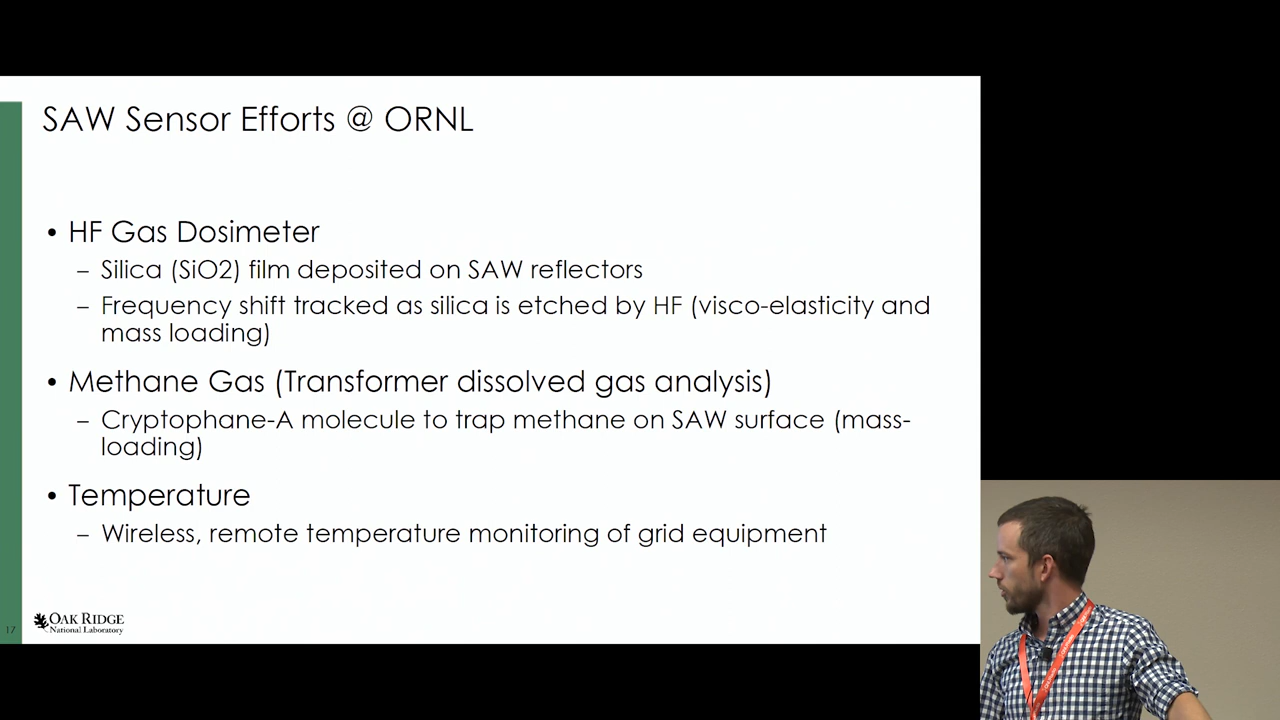 SAW Sensor Efforts @ ORNL
• HF Gas Dosimeter
– Silica (SiO2) film deposited on SAW reflectors
– Frequency shift tracked as silica is etched by HF (visco-elasticity and
mass loading)
• Methane Gas (Transformer dissolved gas analysis)
– Cryptophane-A molecule to trap methane on SAW surface (mass-
loading)
• Temperature
– Wireless, remote temperature monitoring of grid equipment
17
OAK RIDGE
National Laboratory